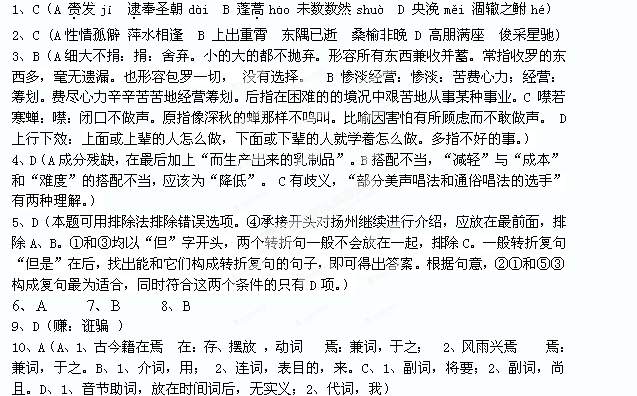 1、C（A 赍发 jī　逮奉圣朝 dài　B 蓬蒿 hāo 未数数然 shuò　D 央浼 měi 涸辙之鲋 hé）
2、C（A性情孤僻 萍水相逢　B 上出重霄　东隅已逝　桑榆非晚 D 高朋满座　俊采星驰）
3、B（A 细大不捐：捐：舍弃。小的大的都不抛弃。形容所有东西兼收并蓄。常指收罗的东
西多，毫无遗漏。也形容包罗一切， 没有选择。　B 惨淡经营：惨淡：苦费心力；经营：
筹划。费尽心力辛辛苦苦地经营筹划。后指在困难的的境况中艰苦地从事某种事业。C 噤若
寒蝉：噤：闭口不做声。原指像深秋的蝉那样不鸣叫。比喻因害怕有所顾虑而不敢做声。　D
上行下效：上面或上辈的人怎么做，下面或下辈的人就学着怎么做。多指不好的事。）
4、D（A成分残缺，在最后加上“而生产出来的乳制品”。B搭配不当，“减轻”与“成本”
和“难度”的搭配不当，应该为“降低”。 C有歧义，“部分美声唱法和通俗唱法的选手”
有两种理解。）
5、D（本题可用排除法排除错误选项。④承接开头对扬州继续进行介绍，应放在最前面，排
除 A、B。①和③均以“但”字开头，两个转折句一般不会放在一起，排除 C。一般转折复句
“但是”在后，找出能和它们构成转折复句的句子，即可得出答案。根据句意，②①和⑤③
构成复句最为适合，同时符合这两个条件的只有 D 项。）
6、 A　　7、 B　　8、B
9、D（赚：诳骗 ）
10、A（A、1、古今籍在焉　在：存、摆放 ，动词　 焉：兼词，于之；　2、风雨兴焉　　焉：
兼词，于之。B、1、介词，用； 2、连词，表目的，来。C、1、副词，将要；2、副词，尚
且。D、1、音节助词，放在时间词后，无实义；2、代词，我）